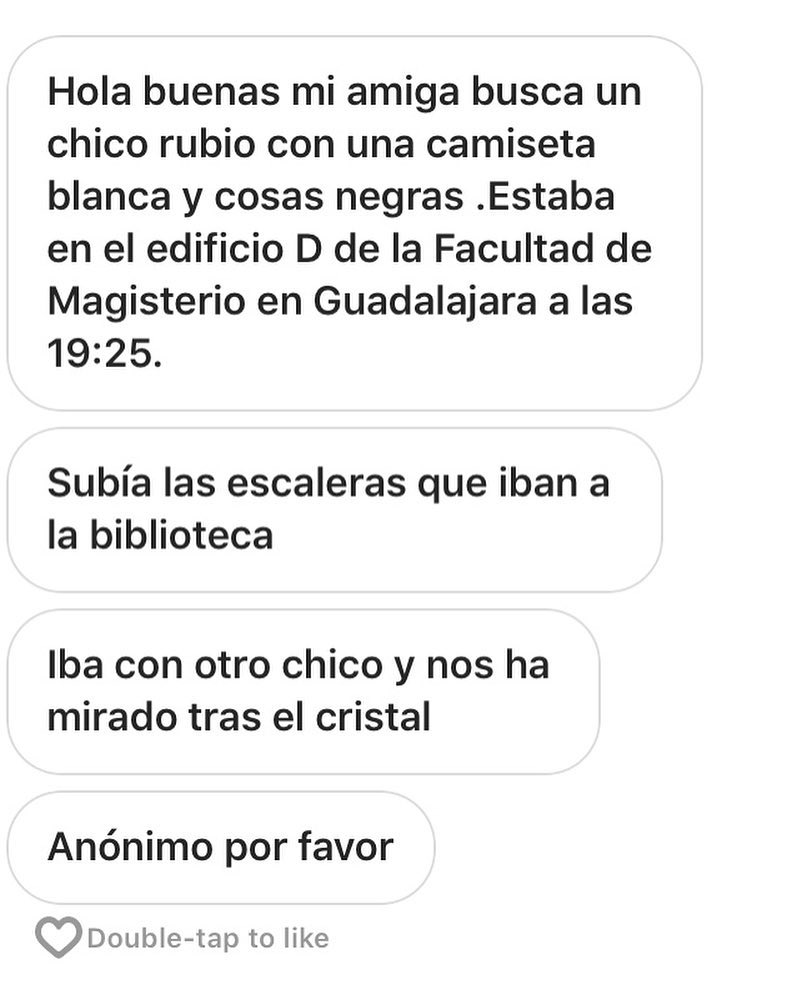 Hola buenas mi amiga busca un
chico rubio con una camiseta
blanca y cosas negras .Estaba
en el edificio D de la Facultad de
Magisterio en Guadalajara a las
19:25.
Subía las escaleras que iban a
la biblioteca
Iba con otro chico y nos ha
mirado tras el cristal
Anónimo por favor
Double-tap to like